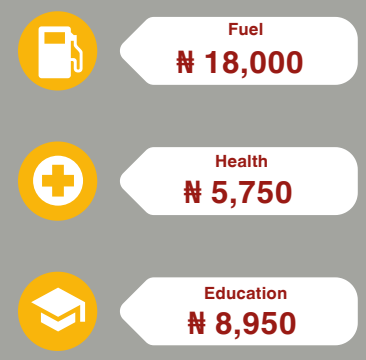 Fuel
₦ 18,000
Health
₦ 5,750
Education
₦ 8,950